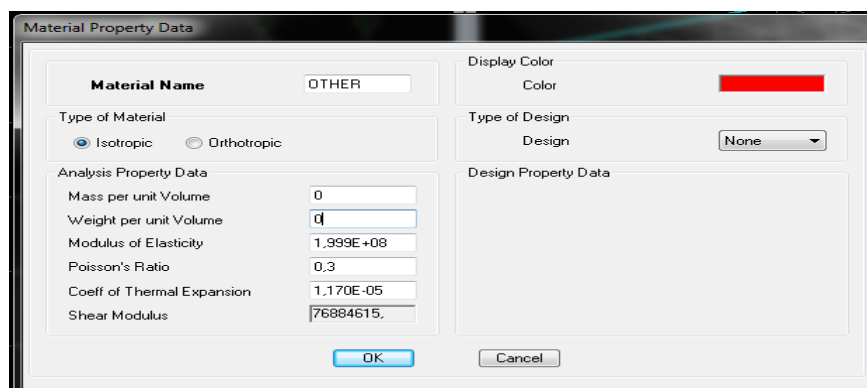 Material Property Data
Display Color
Material Name OTHER
Color
Type of Material
Isotropic Orthotropic
Type of Design
Design None
Analysis Property Data
Mass per unit Volume 0
Weight per unit Volume 0
Modulus of Elasticity 1,999E+08
Poisson's Ratio 0,3
Coeff of Thermal Expansion 1,170E-05
Shear Modulus 76884615,
Design Property Data
OK Cancel